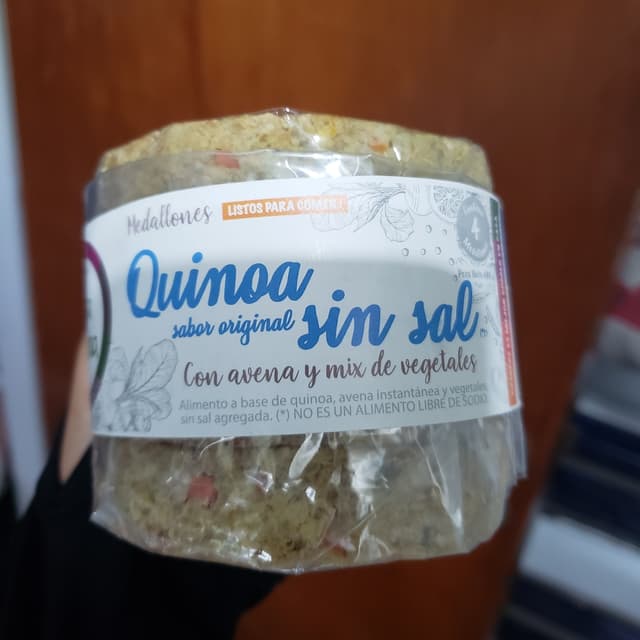 Medallones
LISTOS PARA COMER!
4
Quinoa
sabor original
sin sal
Con avena y mix de vegetales
Alimento a base de quinoa, avena instantánea y vegetales
sin sal agregada. (*) NO ES UN ALIMENTO LIBRE DE SODIO